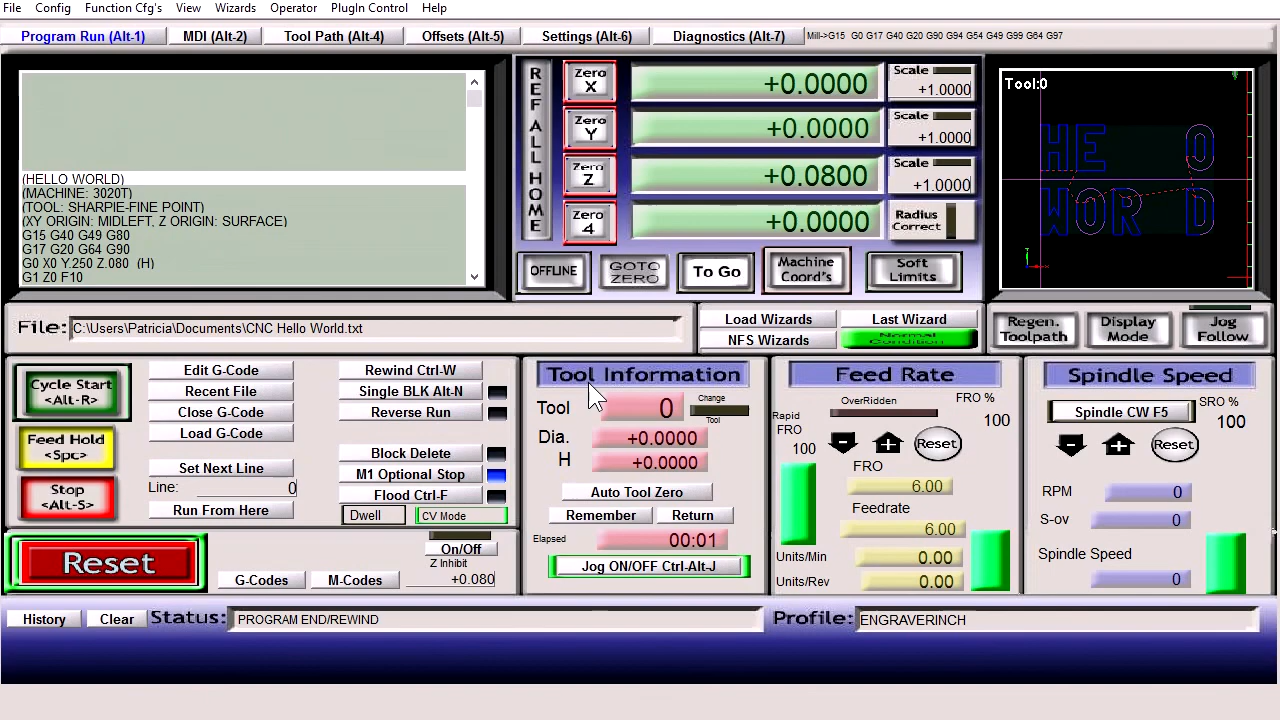 File Config Function Cfg's View Wizards Operator PlugIn Control Help
Program Run (Alt-1) MDI (Alt-2) Tool Path (Alt-4) Offsets (Alt-5) Settings (Alt-6) Diagnostics (Alt-7) Mill->G15 G0 G17 G40 G20 G90 G94 G54 G49 G99 G64 G97
(HELLO WORLD)
(MACHINE: 3020T)
(TOOL: SHARPIE-FINE POINT)
(XY ORIGIN: MIDLEFT, Z ORIGIN: SURFACE)
G15 G40 G49 G80
G17 G20 G64 G90
G0 X0 Y.250 Z.080 (H)
G1 Z0 F10
REF ALL HOME
Zero X +0.0000 Scale +1.0000
Zero Y +0.0000 Scale +1.0000
Zero Z +0.0800 Scale +1.0000
Zero 4 +0.0000 Radius Correct
OFFLINE GOTO ZERO To Go Machine Coord's Soft Limits
Tool:0
HE O
WOR D
File: C:\Users\Patricia\Documents\CNC Hello World.txt
Load Wizards Last Wizard
NFS Wizards Normal Condition
Regen. Toolpath Display Mode Jog Follow
Cycle Start <Alt-R>
Feed Hold <Spc>
Stop <Alt-S>
Edit G-Code
Recent File
Close G-Code
Load G-Code
Set Next Line
Line: 0
Run From Here
Rewind Ctrl-W
Single BLK Alt-N
Reverse Run
Block Delete
M1 Optional Stop
Flood Ctrl-F
Dwell CV Mode
Reset
G-Codes M-Codes
On/Off
Z Inhibit
+0.080
Tool Information
Tool 0 Change Tool
Dia. +0.0000
H +0.0000
Auto Tool Zero
Remember Return
Elapsed 00:01
Jog ON/OFF Ctrl-Alt-J
Feed Rate
OverRidden FRO % 100
Rapid FRO 100
Reset
FRO
6.00
Feedrate
6.00
Units/Min 0.00
Units/Rev 0.00
Spindle Speed
Spindle CW F5 SRO % 100
Reset
RPM 0
S-ov 0
Spindle Speed
0
History Clear Status: PROGRAM END/REWIND Profile: ENGRAVERINCH